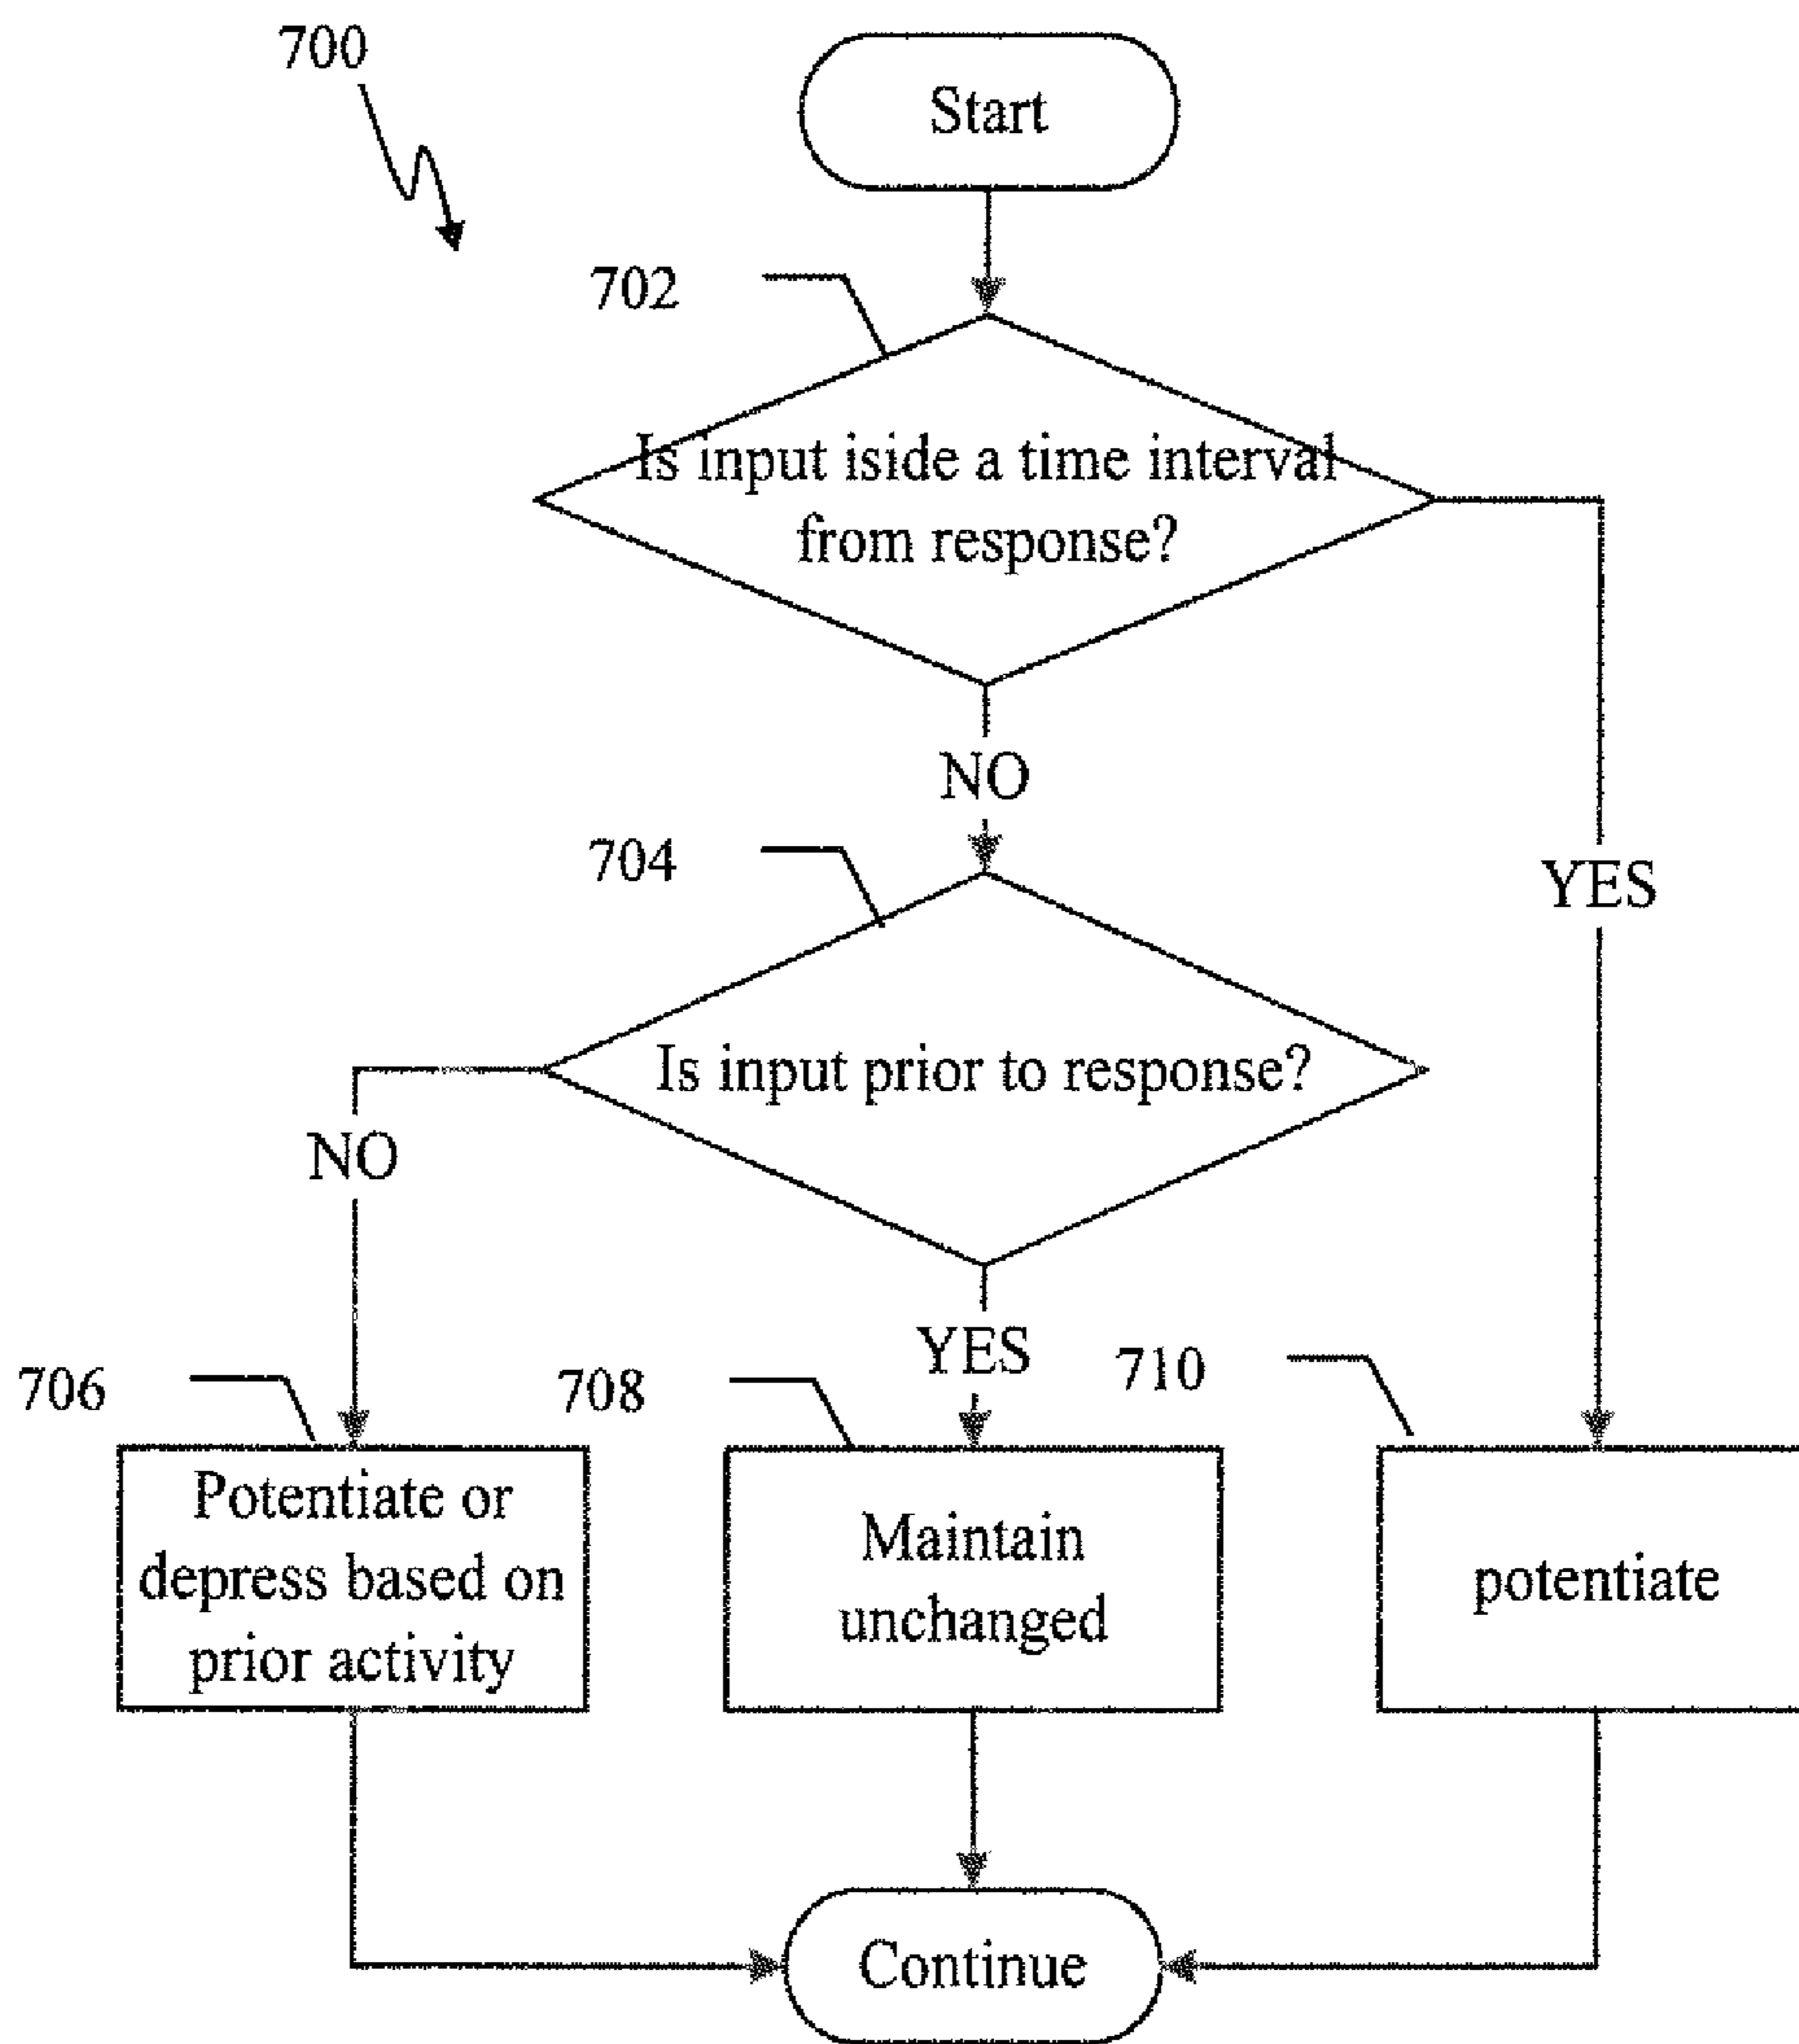 700
Start
702
Is input iside a time interval
from response?
NO
704
YES
Is input prior to response?
NO
YES
706
708
710
Potentiate or
depress based on
prior activity
Maintain
unchanged
potentiate
Continue